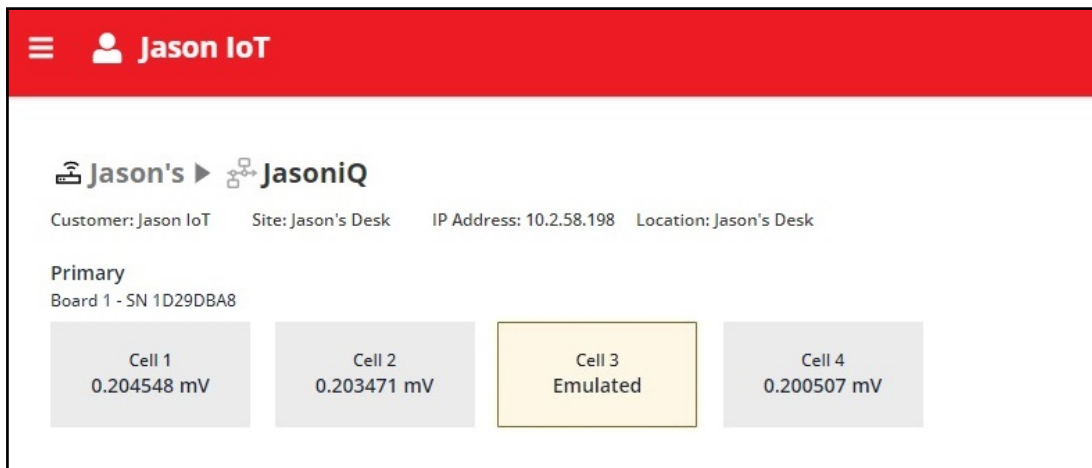 Jason IoT
Jason's JasoniQ
Customer: Jason IoT Site: Jason's Desk IP Address: 10.2.58.198 Location: Jason's Desk
Primary
Board 1 - SN 1D29DBA8
Cell 1 Cell 2 Cell 3 Cell 4
0.204548 mV 0.203471 mV Emulated 0.200507 mV